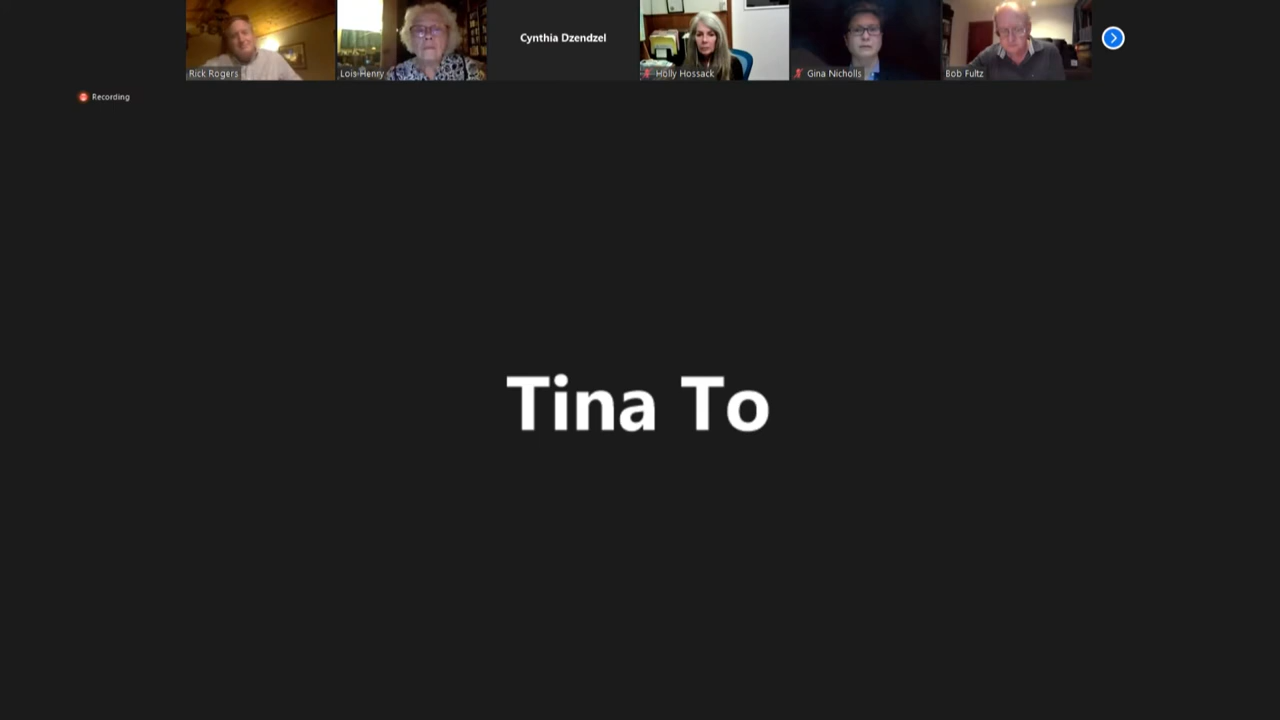 Rick Rogers
Lois Henry
Cynthia Dzendzel
Holly Hossack
Gina Nicholls
Bob Fultz
Recording
Tina To